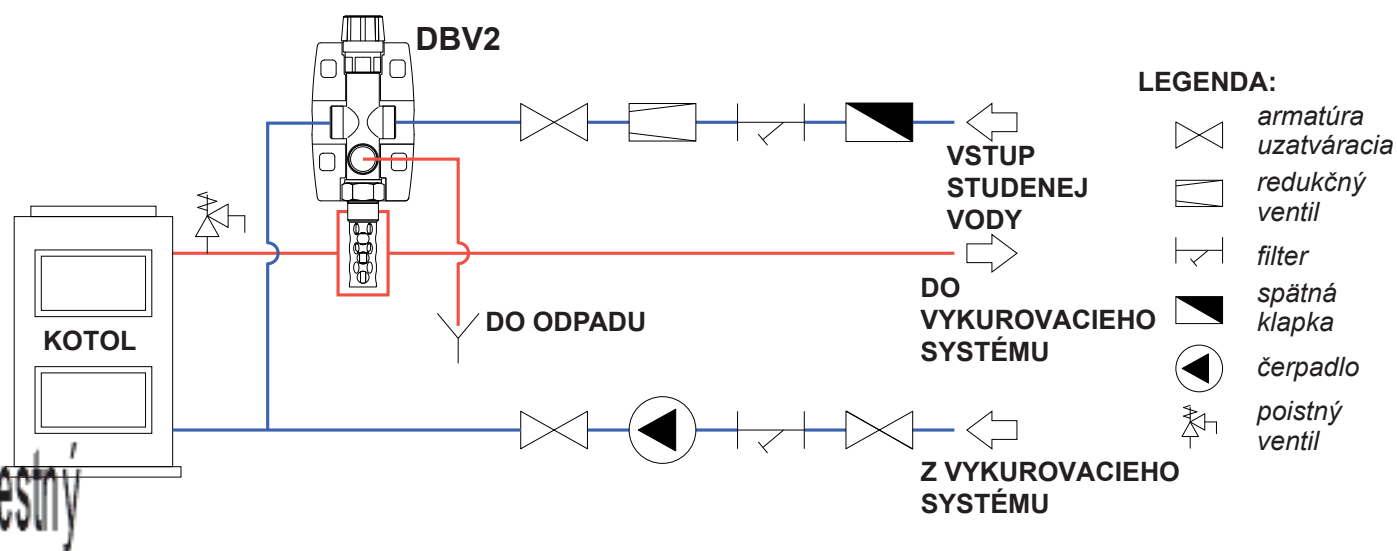 DBV2
LEGENDA:
armatúra
uzatváracia
redukčný
ventil
filter
spätná
klapka
čerpadlo
poistný
ventil
VSTUP
STUDENEJ
VODY
DO
VYKUROVACIEHO
SYSTÉMU
DO ODPADU
KOTOL
Z VYKUROVACIEHO
SYSTÉMU